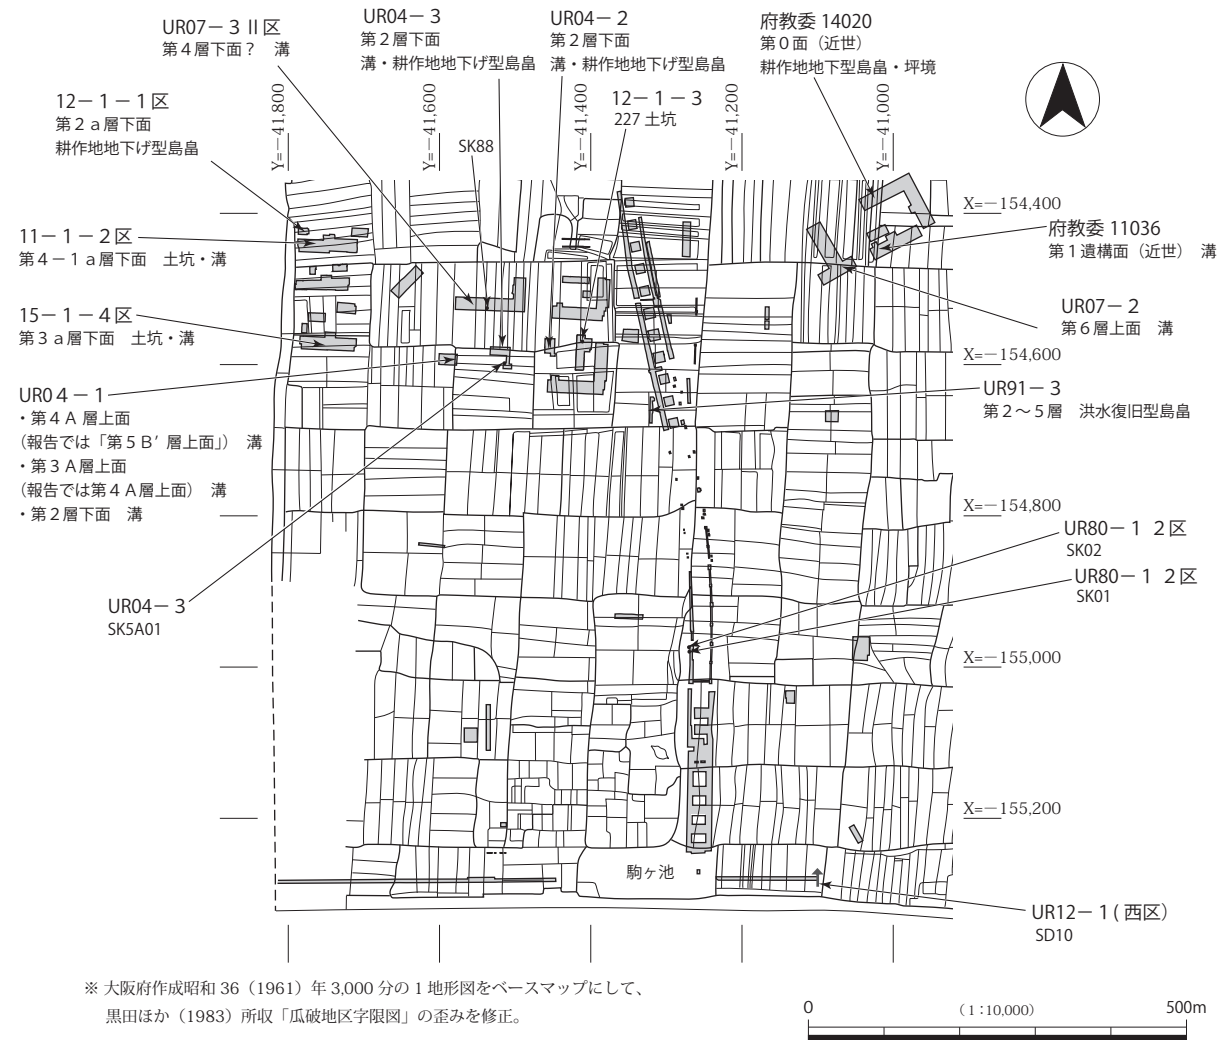 UR07－3Ⅱ区
第４層下面？　溝
UR04－3
第２層下面
溝・耕作地地下げ型島畠
UR04－2
第２層下面
溝・耕作地地下げ型島畠
府教委 14020
第０面（近世）
耕作地地下型島畠・坪境
12－1－1区
第２ａ層下面
耕作地地下げ型島畠
12－1－3
227 土坑
SK88
Y=－41,800
Y=－41,600
Y=－41,400
Y=－41,200
Y=－41,000
X=－154,400
府教委 11036
第１遺構面（近世）　溝
11－1－2区
第４－１ａ層下面　土坑・溝
UR07－2
第６層上面　溝
15－1－4区
第３ａ層下面　土坑・溝
X=－154,600
UR0４－1
・第４A 層上面
（報告では「第５B′層上面」）　溝
・第３A層上面
（報告では第４A層上面）　溝
・第２層下面　溝
UR91－3
第２～５層　洪水復旧型島畠
X=－154,800
UR80－1 2区
SK02
UR80－1 2区
SK01
UR04－3
SK5A01
X=－155,000
X=－155,200
駒ヶ池
UR12－1 ( 西区）
SD10
※ 大阪府作成昭和 36（1961）年 3,000 分の 1 地形図をベースマップにして、
黒田ほか（1983）所収「瓜破地区字限図」の歪みを修正。
0
（1：10,000）
500m